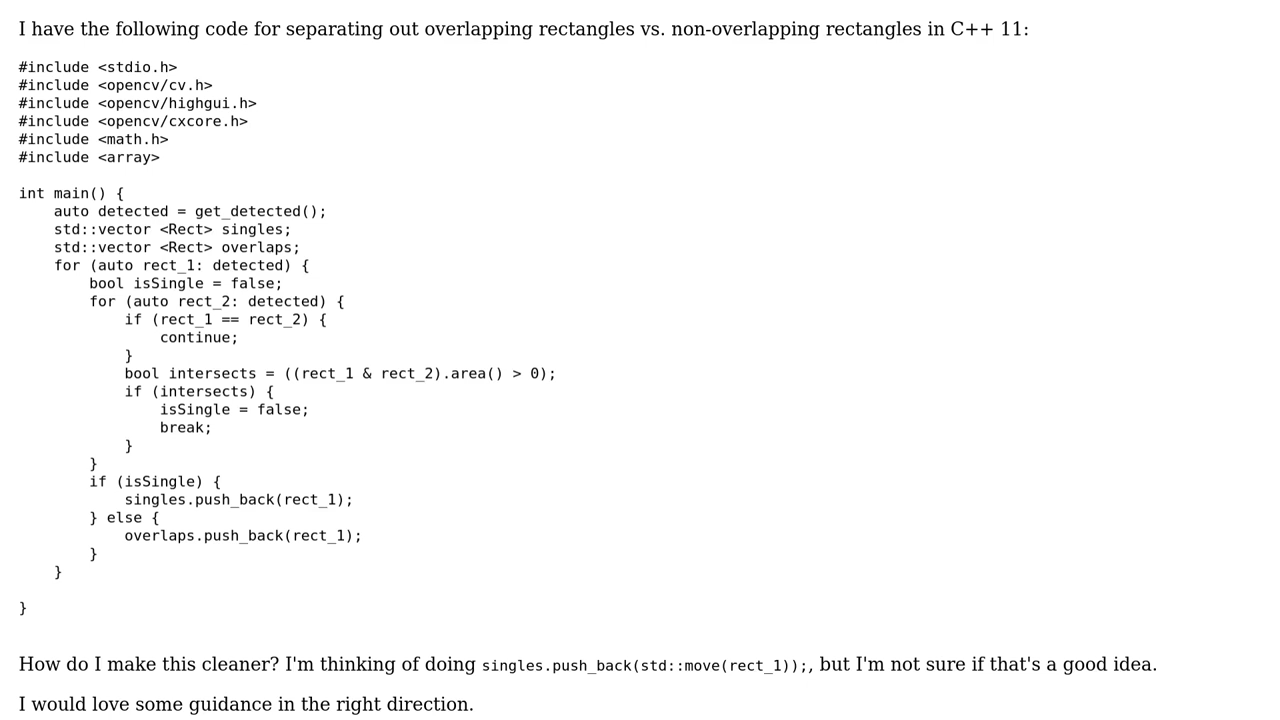 I have the following code for separating out overlapping rectangles vs. non-overlapping rectangles in C++ 11:
#include <stdio.h>
#include <opencv/cv.h>
#include <opencv/highgui.h>
#include <opencv/cxcore.h>
#include <math.h>
#include <array>

int main() {
    auto detected = get_detected();
    std::vector <Rect> singles;
    std::vector <Rect> overlaps;
    for (auto rect_1: detected) {
        bool isSingle = false;
        for (auto rect_2: detected) {
            if (rect_1 == rect_2) {
                continue;
            }
            bool intersects = ((rect_1 & rect_2).area() > 0);
            if (intersects) {
                isSingle = false;
                break;
            }
        }
        if (isSingle) {
            singles.push_back(rect_1);
        } else {
            overlaps.push_back(rect_1);
        }
    }

}
How do I make this cleaner? I'm thinking of doing singles.push_back(std::move(rect_1));, but I'm not sure if that's a good idea.
I would love some guidance in the right direction.